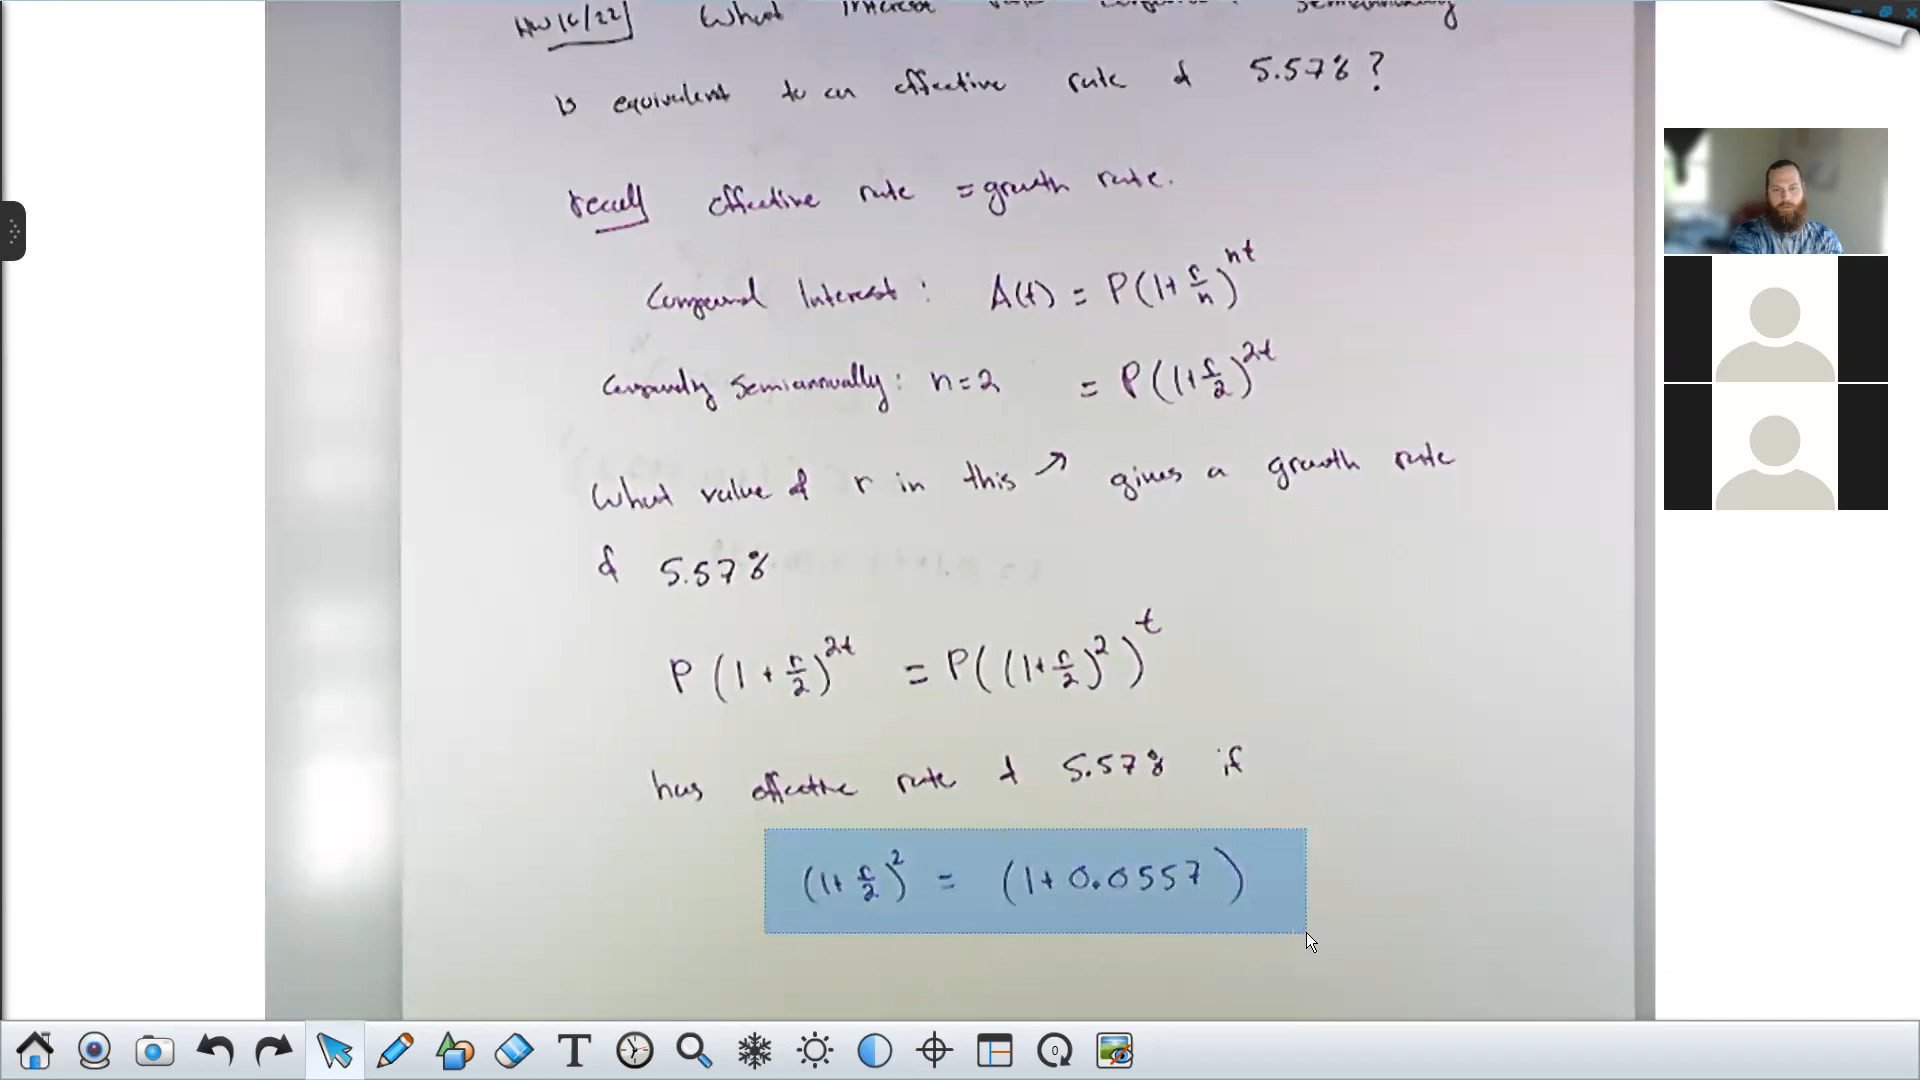 HW 16/22] What interest rate compounded semiannually
is equivalent to an effective rate of 5.57%?
recall effective rate = growth rate.
Compound Interest: A(t) = P(1+r/n)^nt
Compounding Semiannually: n=2 = P(1+r/2)^2t
What value of r in this ↗ gives a growth rate
of 5.57%
P(1+r/2)^2t = P((1+r/2)^2)^t
has effective rate of 5.57% if
(1+r/2)^2 = (1+0.0557)
T
0